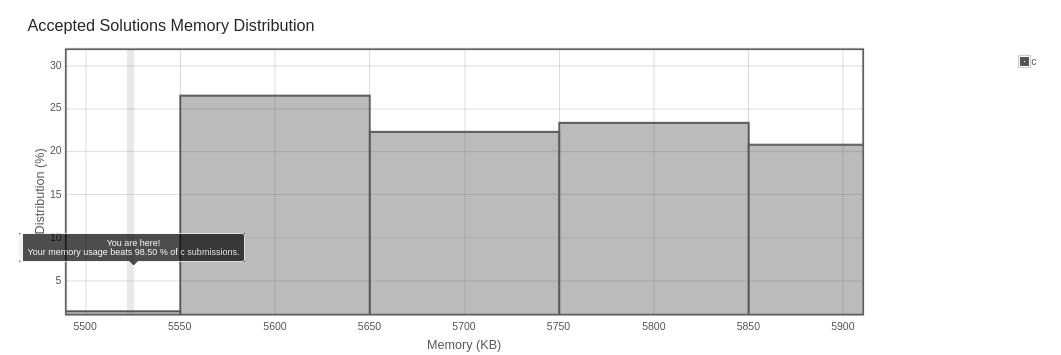 Accepted Solutions Memory Distribution
c
30
25
20
15
10
5
Distribution (%)
You are here!
Your memory usage beats 98.50 % of c submissions.
5500 5550 5600 5650 5700 5750 5800 5850 5900
Memory (KB)